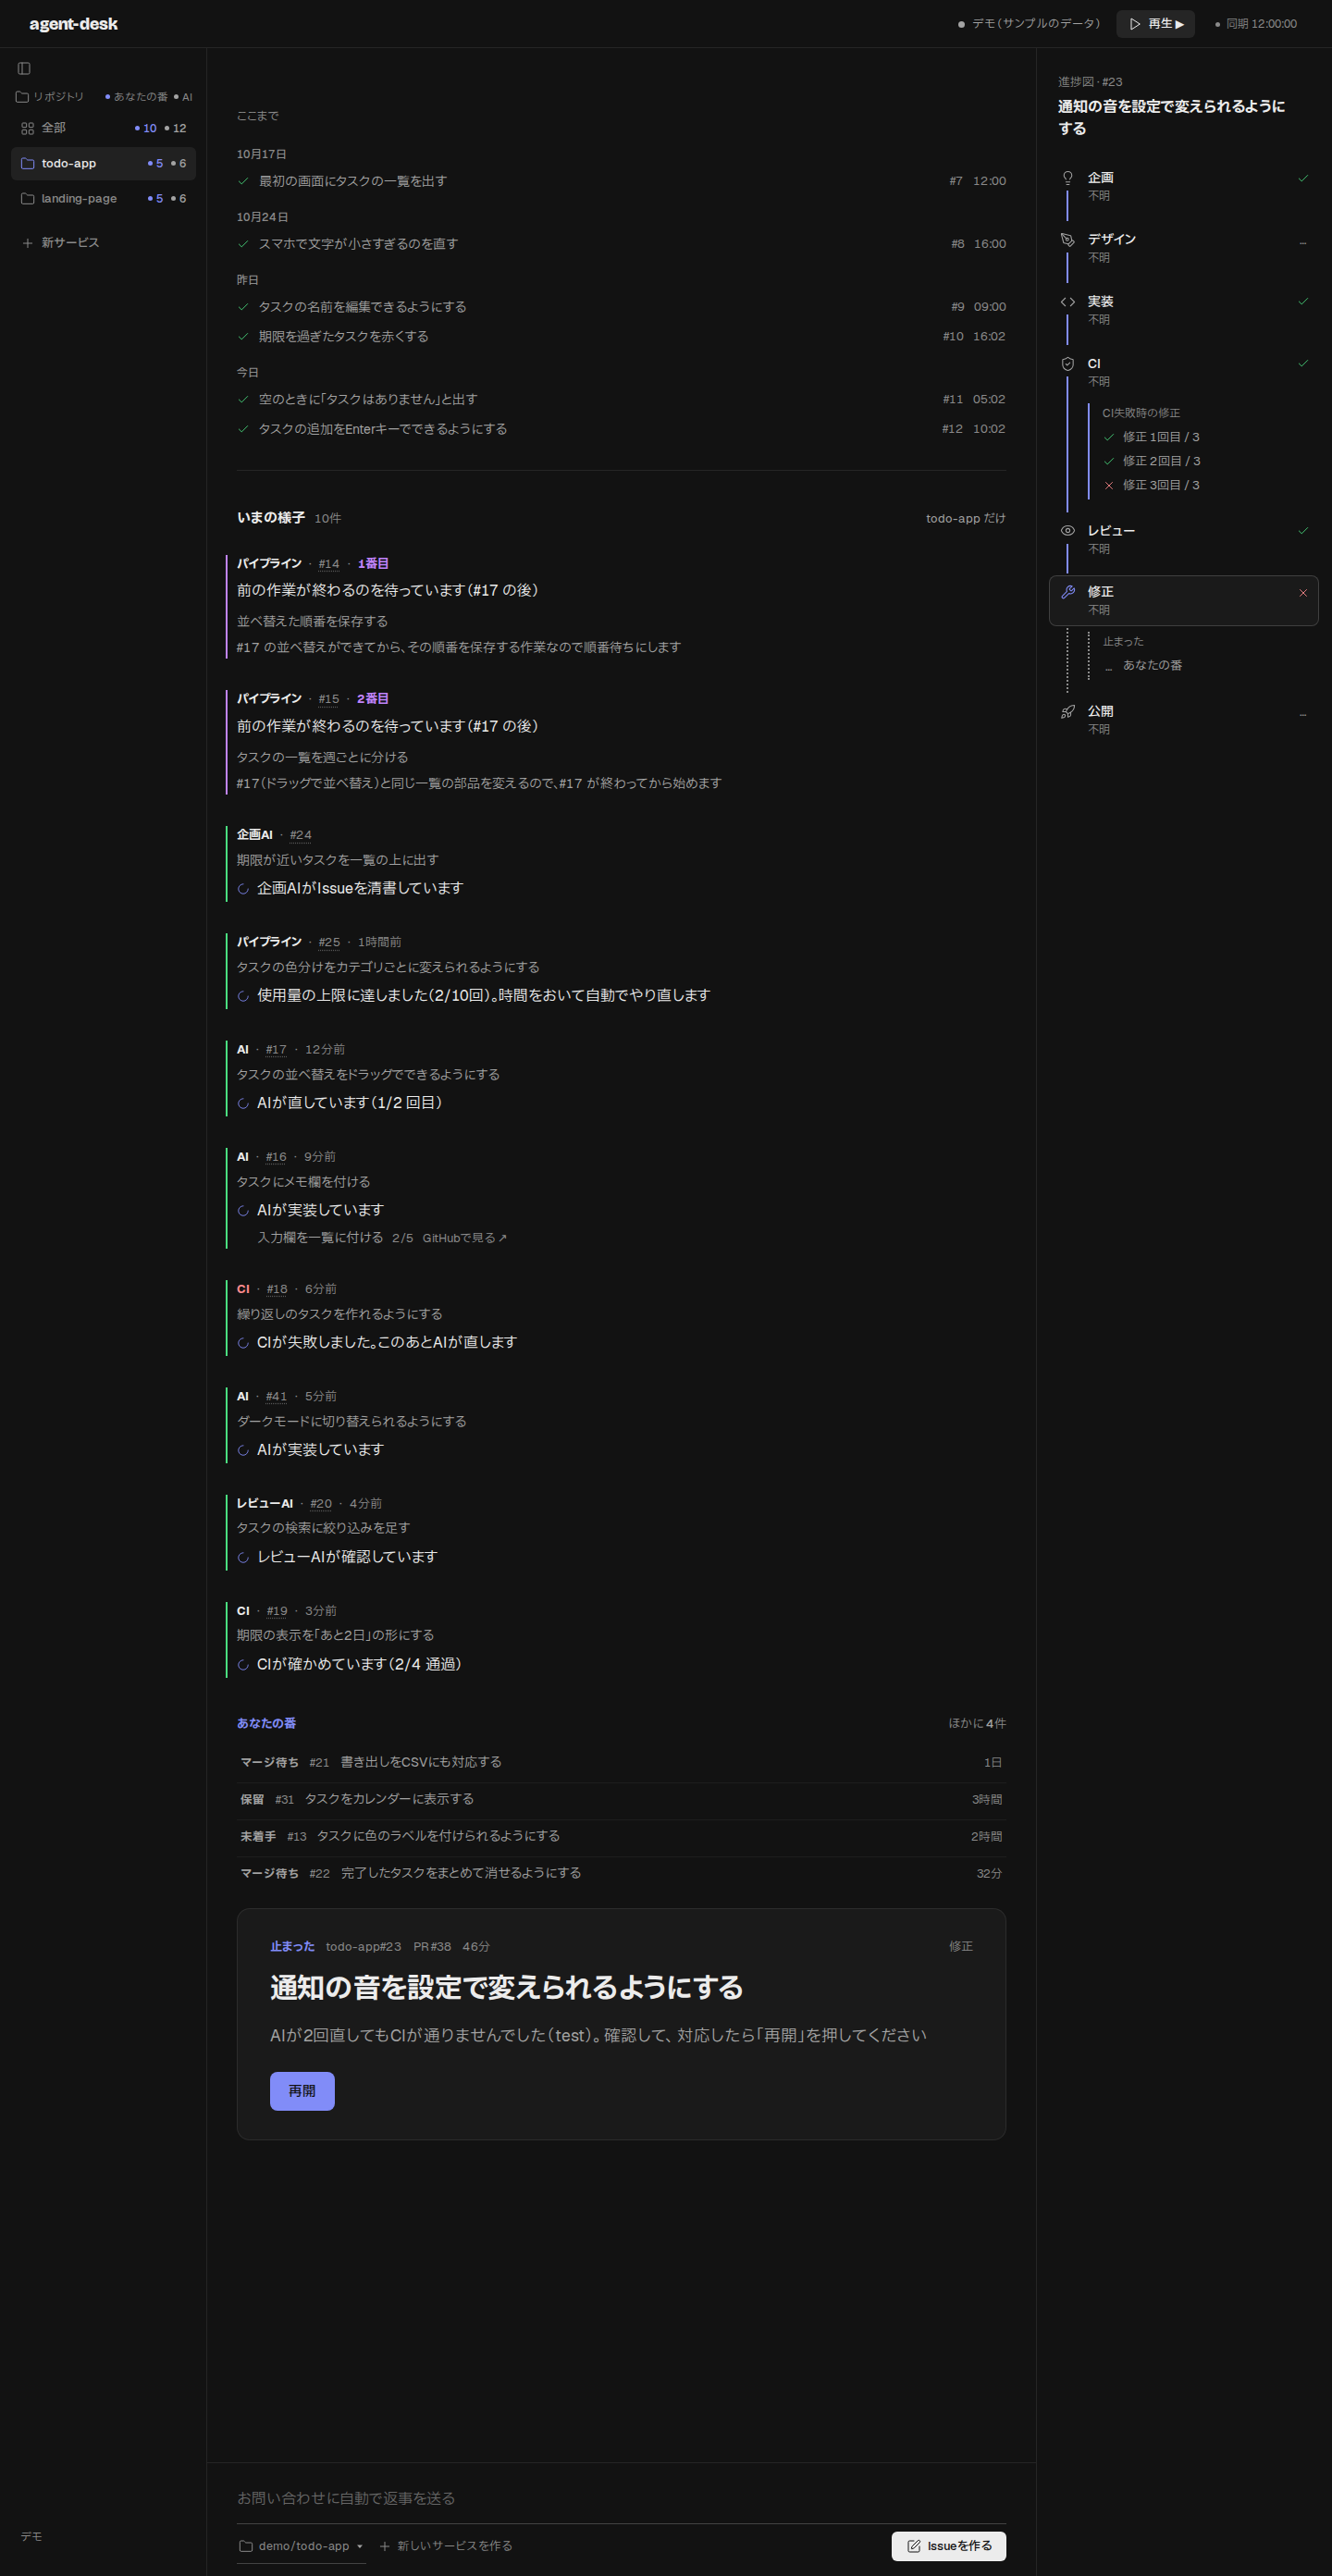 agent-desk
デモ（サンプルのデータ）
再生 ▶
同期 12:00:00
リポジトリ
あなたの番
AI
全部
10
12
todo-app
5
6
landing-page
5
6
新サービス
デモ
ここまで
10月17日
最初の画面にタスクの一覧を出す #7 12:00
10月24日
スマホで文字が小さすぎるのを直す #8 16:00
昨日
タスクの名前を編集できるようにする #9 09:00
期限を過ぎたタスクを赤くする #10 16:02
今日
空のときに「タスクはありません」と出す #11 05:02
タスクの追加をEnterキーでできるようにする #12 10:02
いまの様子 10件 todo-app だけ
パイプライン · #14 · 1番目
前の作業が終わるのを待っています（#17 の後）
並べ替えた順番を保存する
#17 の並べ替えができてから、その順番を保存する作業なので順番待ちにします
パイプライン · #15 · 2番目
前の作業が終わるのを待っています（#17 の後）
タスクの一覧を週ごとに分ける
#17（ドラッグで並べ替え）と同じ一覧の部品を変えるので、#17 が終わってから始めます
企画AI · #24
期限が近いタスクを一覧の上に出す
企画AIがIssueを清書しています
パイプライン · #25 · 1時間前
タスクの色分けをカテゴリごとに変えられるようにする
使用量の上限に達しました（2/10回）。時間をおいて自動でやり直します
AI · #17 · 12分前
タスクの並べ替えをドラッグでできるようにする
AIが直しています（1/2 回目）
AI · #16 · 9分前
タスクにメモ欄を付ける
AIが実装しています
入力欄を一覧に付ける 2/5 GitHubで見る ↗
CI · #18 · 6分前
繰り返しのタスクを作れるようにする
CIが失敗しました。このあとAIが直します
AI · #41 · 5分前
ダークモードに切り替えられるようにする
AIが実装しています
レビューAI · #20 · 4分前
タスクの検索に絞り込みを足す
レビューAIが確認しています
CI · #19 · 3分前
期限の表示を「あと2日」の形にする
CIが確かめています（2/4 通過）
あなたの番 ほかに 4件
マージ待ち #21 書き出しをCSVにも対応する 1日
保留 #31 タスクをカレンダーに表示する 3時間
未着手 #13 タスクに色のラベルを付けられるようにする 2時間
マージ待ち #22 完了したタスクをまとめて消せるようにする 32分
止まった todo-app#23 PR #38 46分 修正
通知の音を設定で変えられるようにする
AIが2回直してもCIが通りませんでした（test）。確認して、対応したら「再開」を押してください
再開
お問い合わせに自動で返事を送る
demo/todo-app
新しいサービスを作る
Issueを作る
進捗図 · #23
通知の音を設定で変えられるように
する
企画
不明
デザイン
不明
実装
不明
CI
不明
CI失敗時の修正
修正 1回目 / 3
修正 2回目 / 3
修正 3回目 / 3
レビュー
不明
修正
不明
止まった
… あなたの番
公開
不明